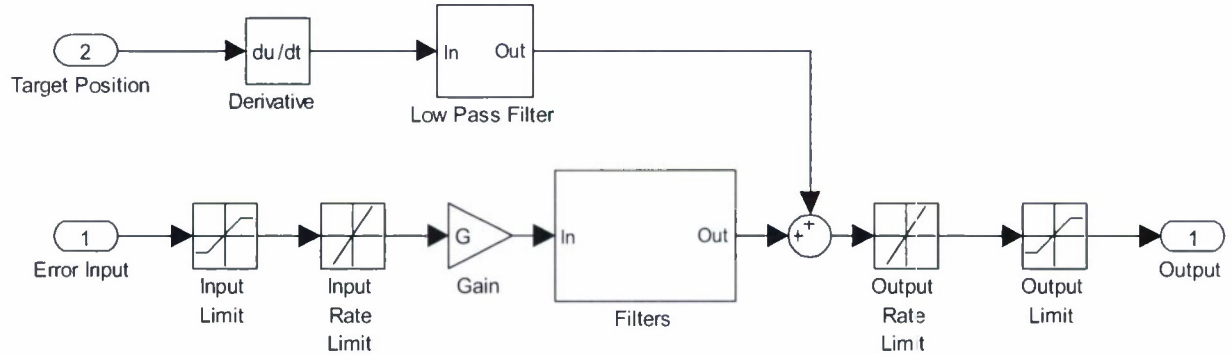 2
Target Position
du/dt
Derivative
In
Out
Low Pass Filter
1
Error Input
Input
Limit
Input
Rate
Limit
G
Gain
In
Out
Filters
+
+
Output
Rate
Limit
Output
Limit
1
Output